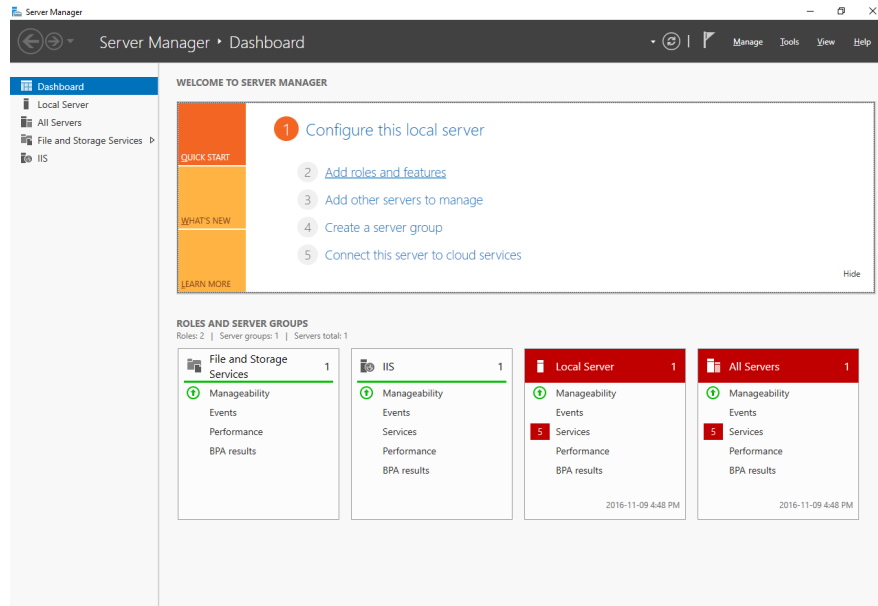 Server Manager
Server Manager • Dashboard
Manage Tools View Help
Dashboard
Local Server
All Servers
File and Storage Services
IIS
WELCOME TO SERVER MANAGER
QUICK START
WHAT'S NEW
LEARN MORE
1 Configure this local server
2 Add roles and features
3 Add other servers to manage
4 Create a server group
5 Connect this server to cloud services
Hide
ROLES AND SERVER GROUPS
Roles: 2 | Server groups: 1 | Servers total: 1
File and Storage
Services 1
Manageability
Events
Performance
BPA results
IIS 1
Manageability
Events
Services
Performance
BPA results
Local Server 1
Manageability
Events
5 Services
Performance
BPA results
2016-11-09 4:48 PM
All Servers 1
Manageability
Events
5 Services
Performance
BPA results
2016-11-09 4:48 PM